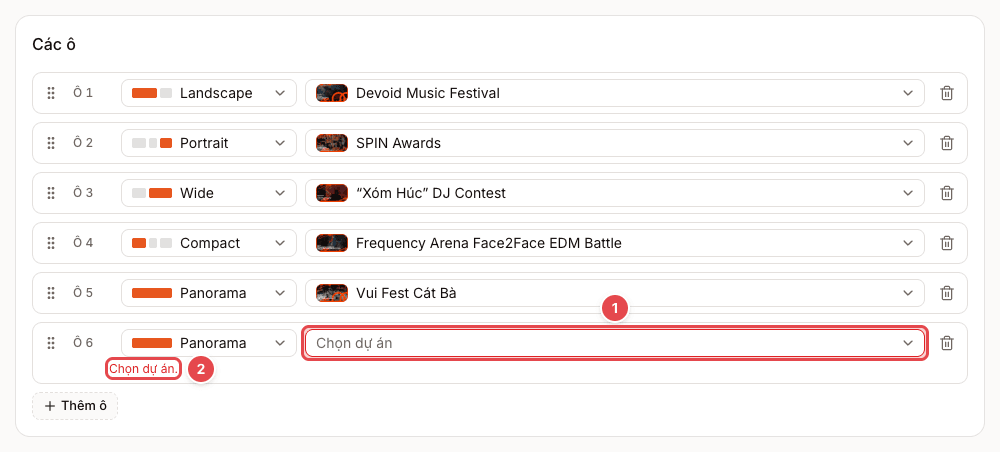 Các ô
Ô 1 Landscape Devoid Music Festival
Ô 2 Portrait SPIN Awards
Ô 3 Wide “Xóm Húc” DJ Contest
Ô 4 Compact Frequency Arena Face2Face EDM Battle
Ô 5 Panorama Vui Fest Cát Bà
1
Ô 6 Panorama Chọn dự án
Chọn dự án. 2
+ Thêm ô